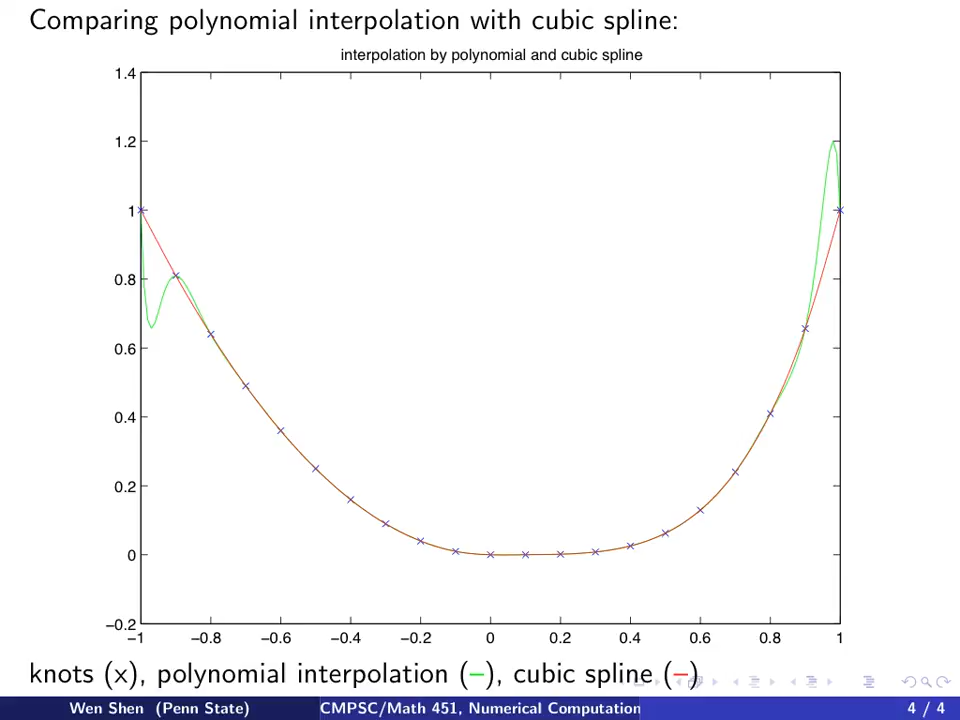 Comparing polynomial interpolation with cubic spline:
interpolation by polynomial and cubic spline
1.4
1.2
1
0.8
0.6
0.4
0.2
0
−0.2
−1 −0.8 −0.6 −0.4 −0.2 0 0.2 0.4 0.6 0.8 1
knots (x), polynomial interpolation (–), cubic spline (–)
Wen Shen (Penn State) CMPSC/Math 451, Numerical Computation 4 / 4